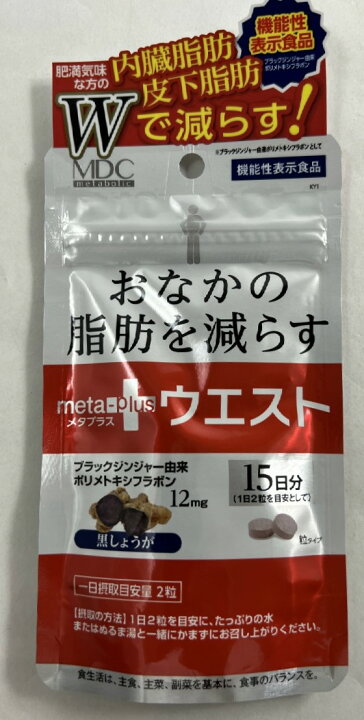 肥満気味
な方の
内臓脂肪
皮下脂肪
Wで減らす!
機能性
表示食品
ブラックジンジャー由来
ポリメトキシフラボン
※ブラックジンジャー由来ポリメトキシフラボンとして
MDC
metabolic
機能性表示食品
KY1
おなかの
脂肪を減らす
meta-plus
メタプラス
ウエスト
ブラックジンジャー由来
ポリメトキシフラボン
12mg
黒しょうが
15日分
(1日2粒を目安として)
粒タイプ
一日摂取目安量 2粒
【摂取の方法】1日2粒を目安に、たっぷりの水
またはぬるま湯と一緒にかまずにお召し上がりください。
食生活は、主食、主菜、副菜を基本に、食事のバランスを。